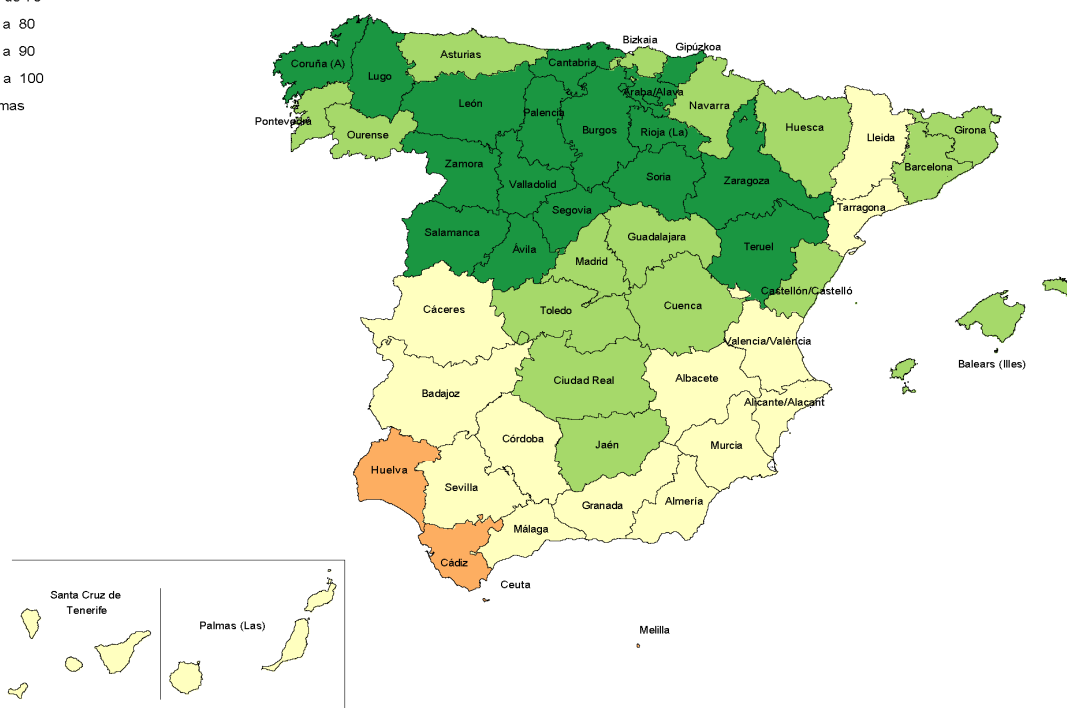 a 80
a 90
a 100
Bizkaia
Gipúzkoa
Asturias
Coruña (A)
Cantabria
Lugo
Araba/Álava
León
Navarra
Palencia
Pontevedra
Burgos
Rioja (La)
Huesca
Girona
Ourense
Lleida
Zamora
Barcelona
Valladolid
Soria
Zaragoza
Segovia
Tarragona
Salamanca
Guadalajara
Ávila
Teruel
Madrid
Castellón/Castelló
Cáceres
Toledo
Cuenca
Valencia/València
Balears (Illes)
Ciudad Real
Albacete
Badajoz
Alicante/Alacant
Córdoba
Jaén
Murcia
Huelva
Sevilla
Almería
Granada
Málaga
Cádiz
Ceuta
Santa Cruz de
Tenerife
Palmas (Las)
Melilla